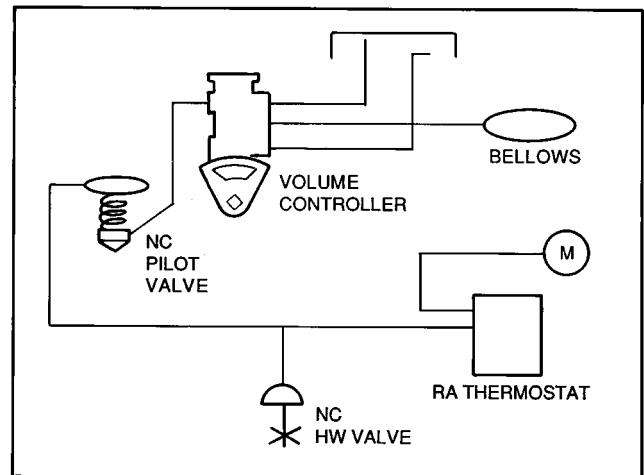 BELLOWS
VOLUME
CONTROLLER
NC
PILOT
VALVE
M
RA THERMOSTAT
NC
HW VALVE